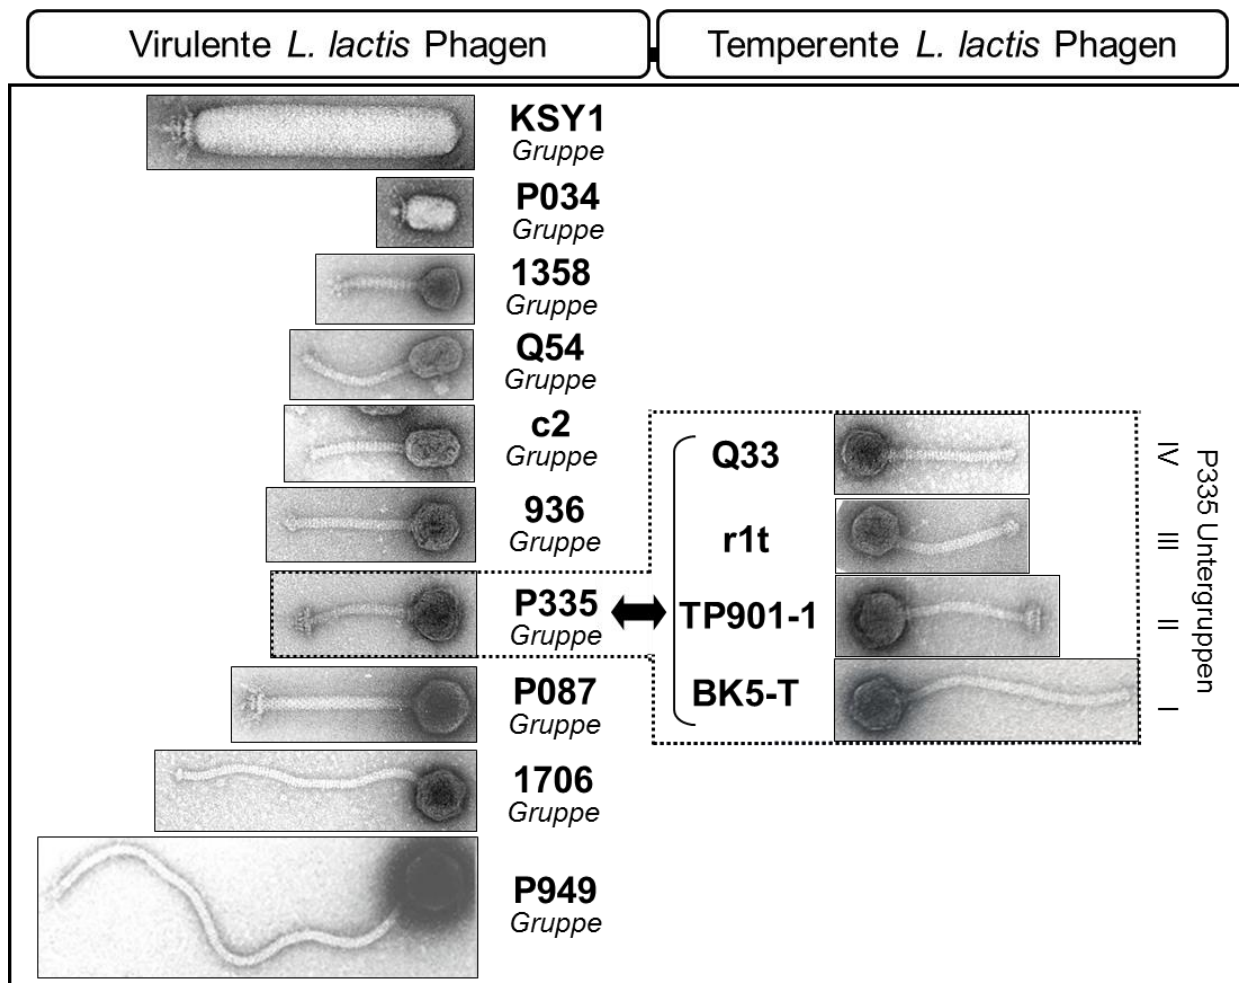 Virulente L. lactis Phagen
Temperente L. lactis Phagen
KSY1
Gruppe
P034
Gruppe
1358
Gruppe
Q54
Gruppe
c2
Gruppe
936
Gruppe
P335
Gruppe
P087
Gruppe
1706
Gruppe
P949
Gruppe
Q33
r1t
TP901-1
BK5-T
IV
III
II
I
P335 Untergruppen